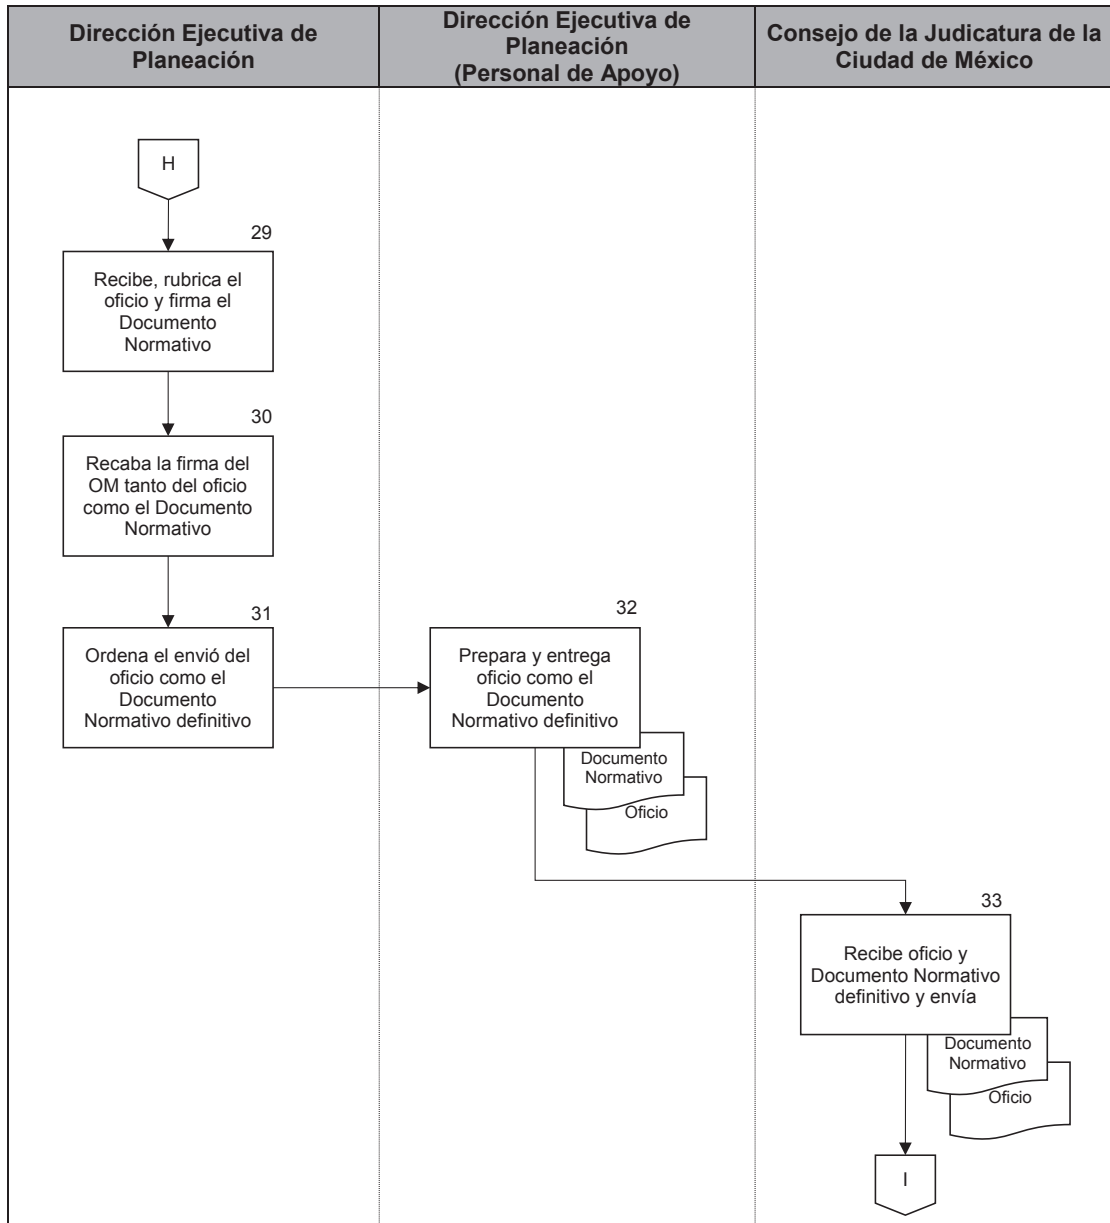 Dirección Ejecutiva de
Planeación
Dirección Ejecutiva de
Planeación
(Personal de Apoyo)
Consejo de la Judicatura de la
Ciudad de México
H
29
Recibe, rubrica el
oficio y firma el
Documento
Normativo
30
Recaba la firma del
OM tanto del oficio
como el Documento
Normativo
31
Ordena el envió del
oficio como el
Documento
Normativo definitivo
32
Prepara y entrega
oficio como el
Documento
Normativo definitivo
Documento
Normativo
Oficio
33
Recibe oficio y
Documento Normativo
definitivo y envía
Documento
Normativo
Oficio
I